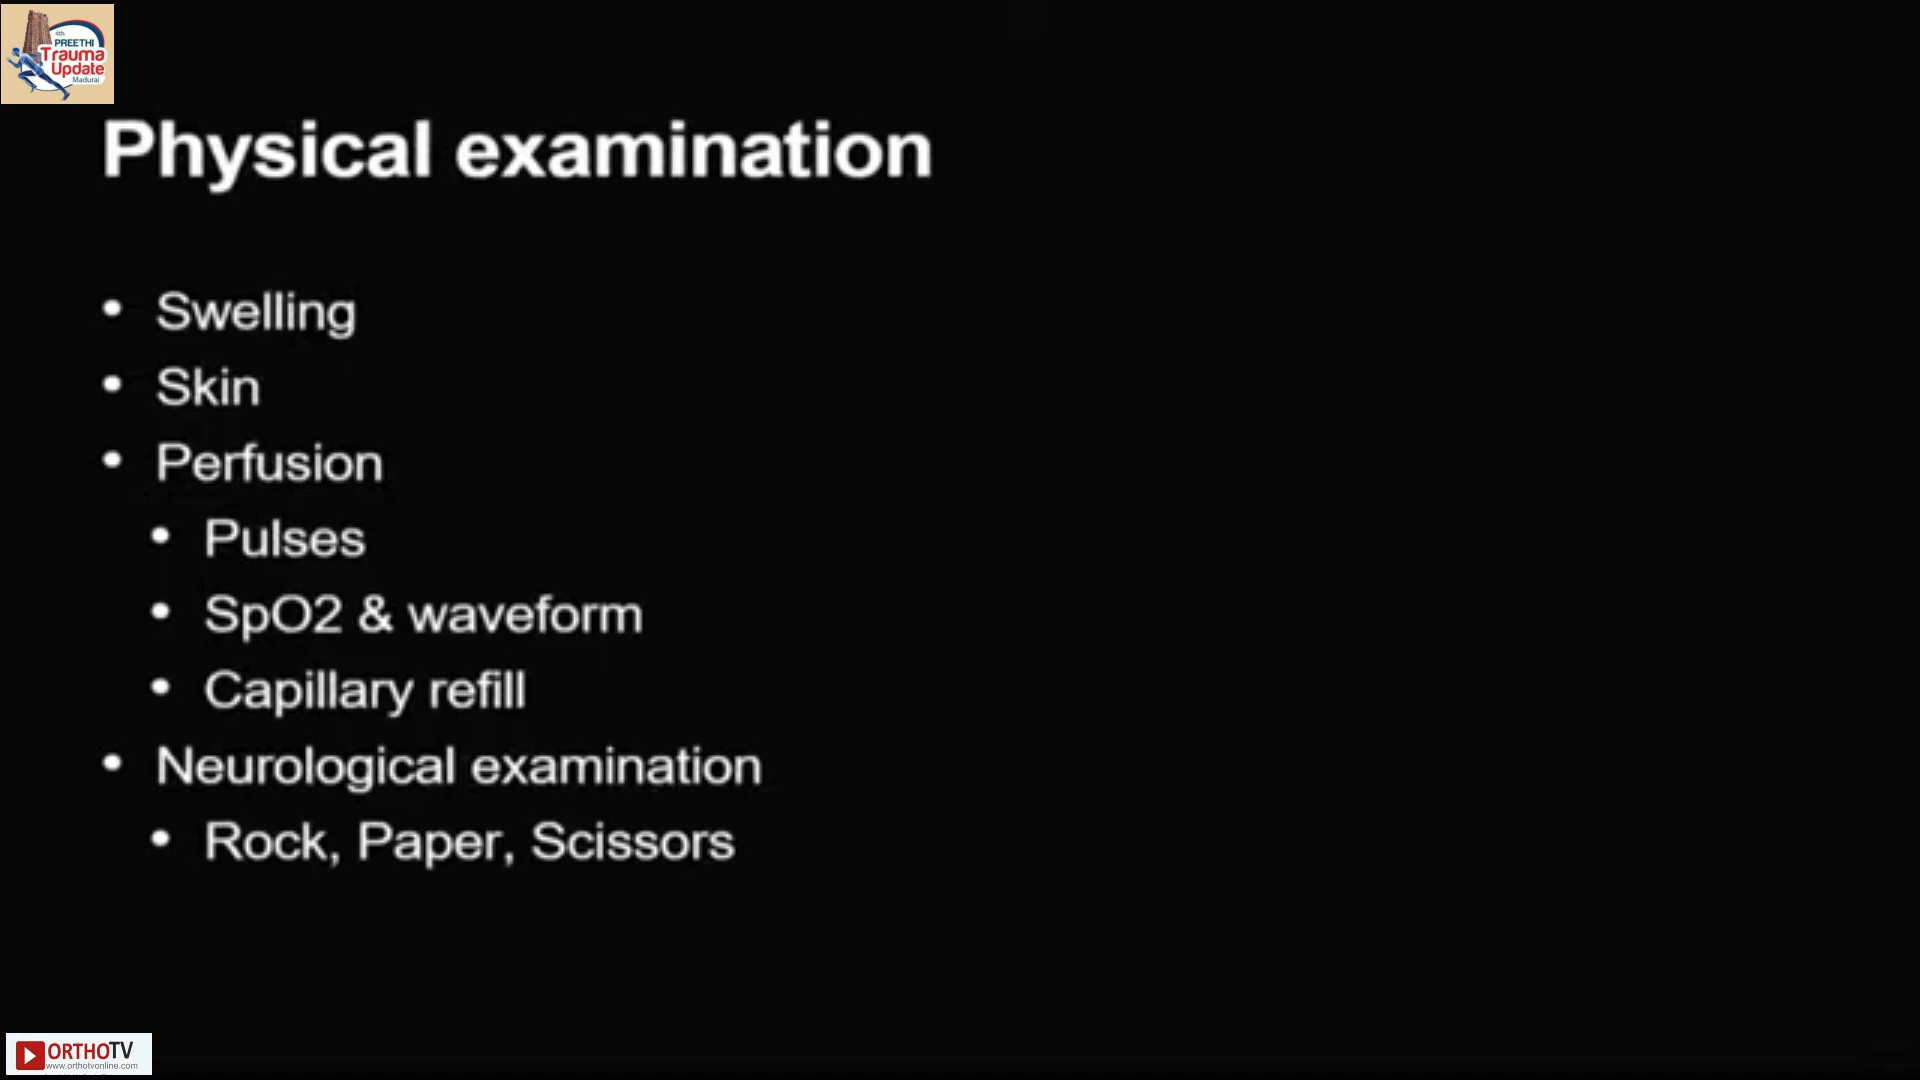 4th
PREETHI
Trauma
Update
Madurai
Physical examination
• Swelling
• Skin
• Perfusion
• Pulses
• SpO2 & waveform
• Capillary refill
• Neurological examination
• Rock, Paper, Scissors
ORTHOTV
www.orthotvonline.com